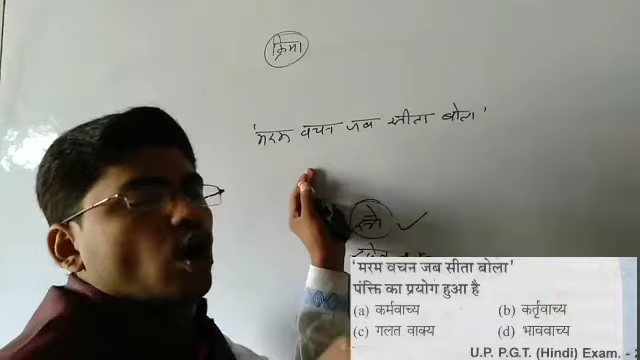 क्रिया
'मरम वचन जब सीता बोला'
'मरम वचन जब सीता बोला'
पंक्ति का प्रयोग हुआ है
(a) कर्मवाच्य (b) कर्तृवाच्य
(c) गलत वाक्य (d) भाववाच्य
U.P. P.G.T. (Hindi) Exam. -